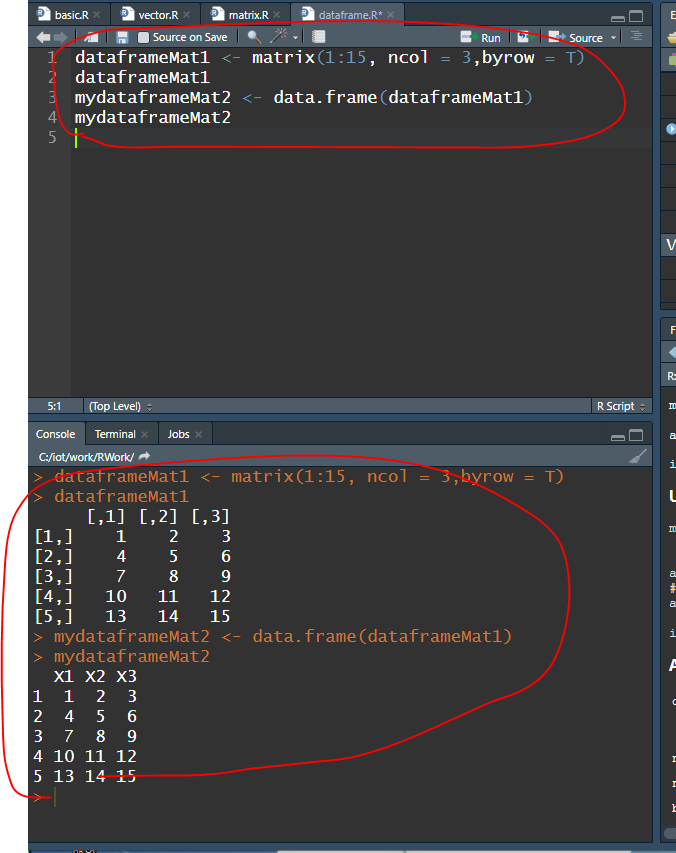 basic.R vector.R matrix.R dataframe.R*
Source on Save Run Source
1 dataframeMat1 <- matrix(1:15, ncol = 3,byrow = T)
2 dataframeMat1
3 mydataframeMat2 <- data.frame(dataframeMat1)
4 mydataframeMat2
5
5:1 (Top Level) R Script
Console Terminal Jobs
C:/iot/work/RWork/
> dataframeMat1 <- matrix(1:15, ncol = 3,byrow = T)
> dataframeMat1
[,1] [,2] [,3]
[1,] 1 2 3
[2,] 4 5 6
[3,] 7 8 9
[4,] 10 11 12
[5,] 13 14 15
> mydataframeMat2 <- data.frame(dataframeMat1)
> mydataframeMat2
X1 X2 X3
1 1 2 3
2 4 5 6
3 7 8 9
4 10 11 12
5 13 14 15
>